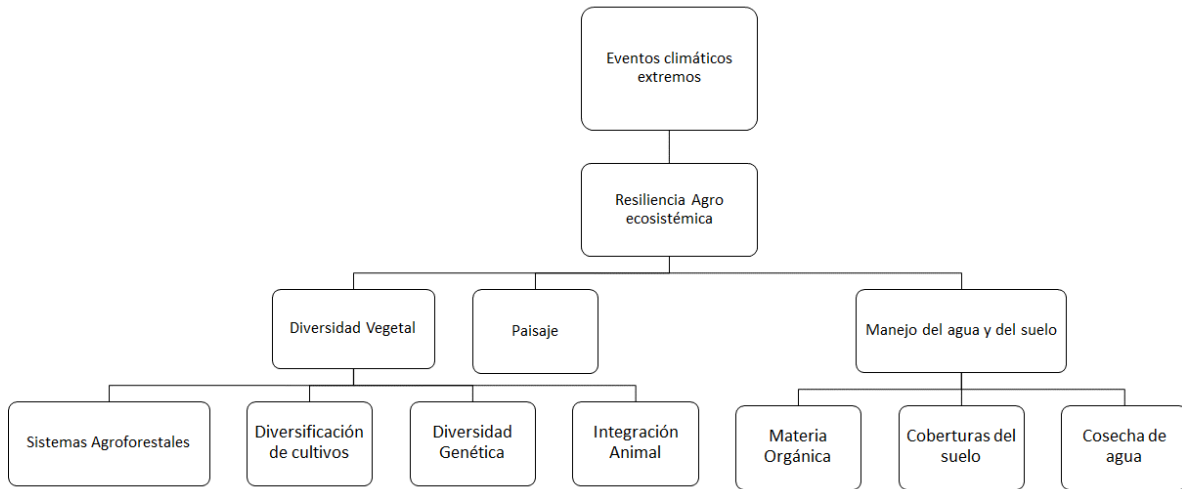 Eventos climáticos
extremos
Resiliencia Agro
ecosistémica
Diversidad Vegetal
Paisaje
Manejo del agua y del suelo
Sistemas Agroforestales
Diversificación
de cultivos
Diversidad
Genética
Integración
Animal
Materia
Orgánica
Coberturas del
suelo
Cosecha de
agua